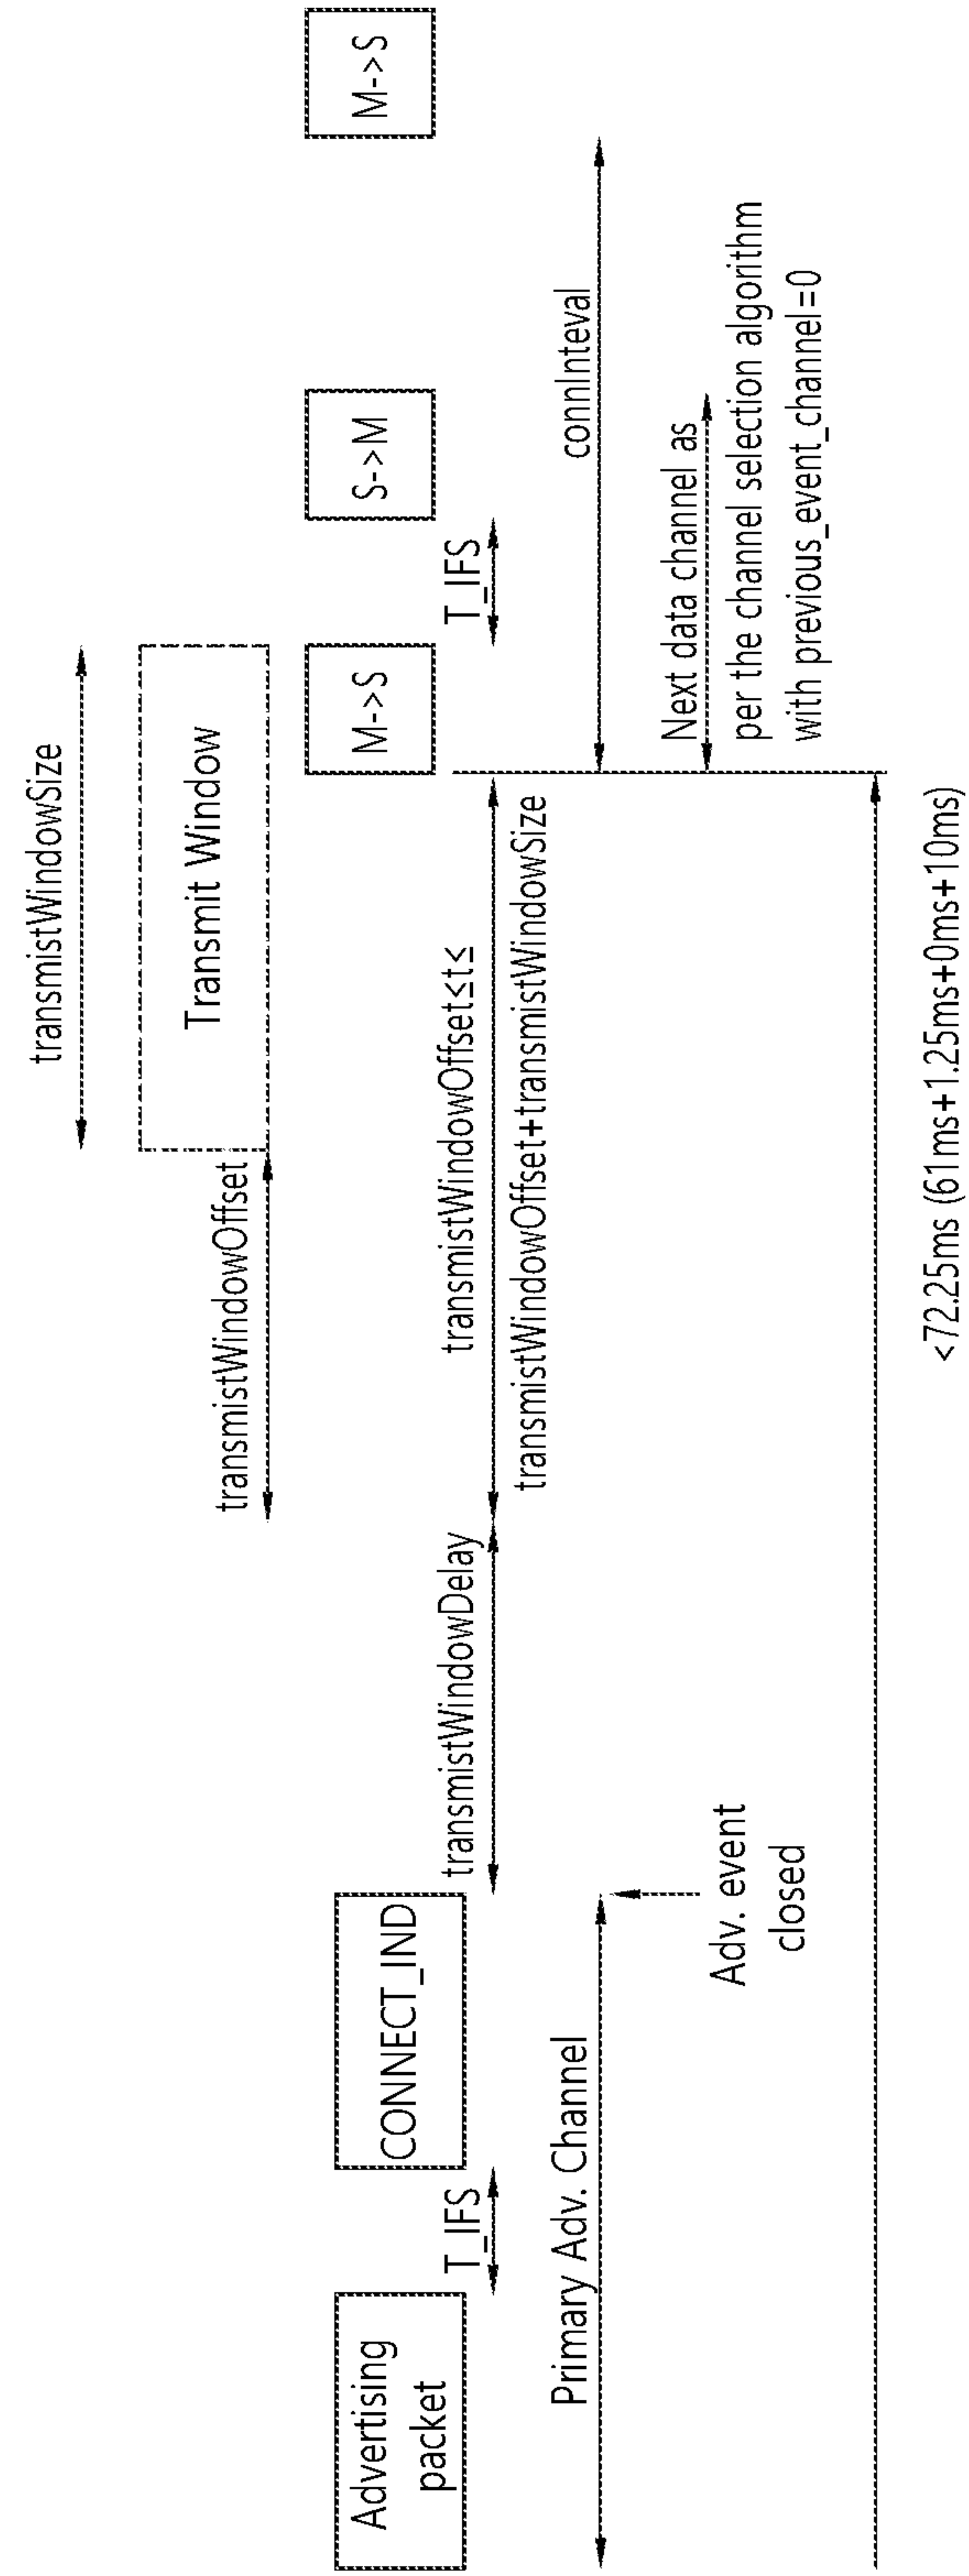 transmistWindowSize
Transmit Window
transmistWindowOffset
Advertising
packet
CONNECT_IND
M->S
S->M
M->S
T_IFS
transmistWindowDelay
transmistWindowOffset≤t≤
transmistWindowOffset+transmistWindowSize
T_IFS
Primary Adv. Channel
connInteval
Adv. event
closed
Next data channel as
per the channel selection algorithm
with previous_event_channel=0
<72.25ms (61ms+1.25ms+0ms+10ms)